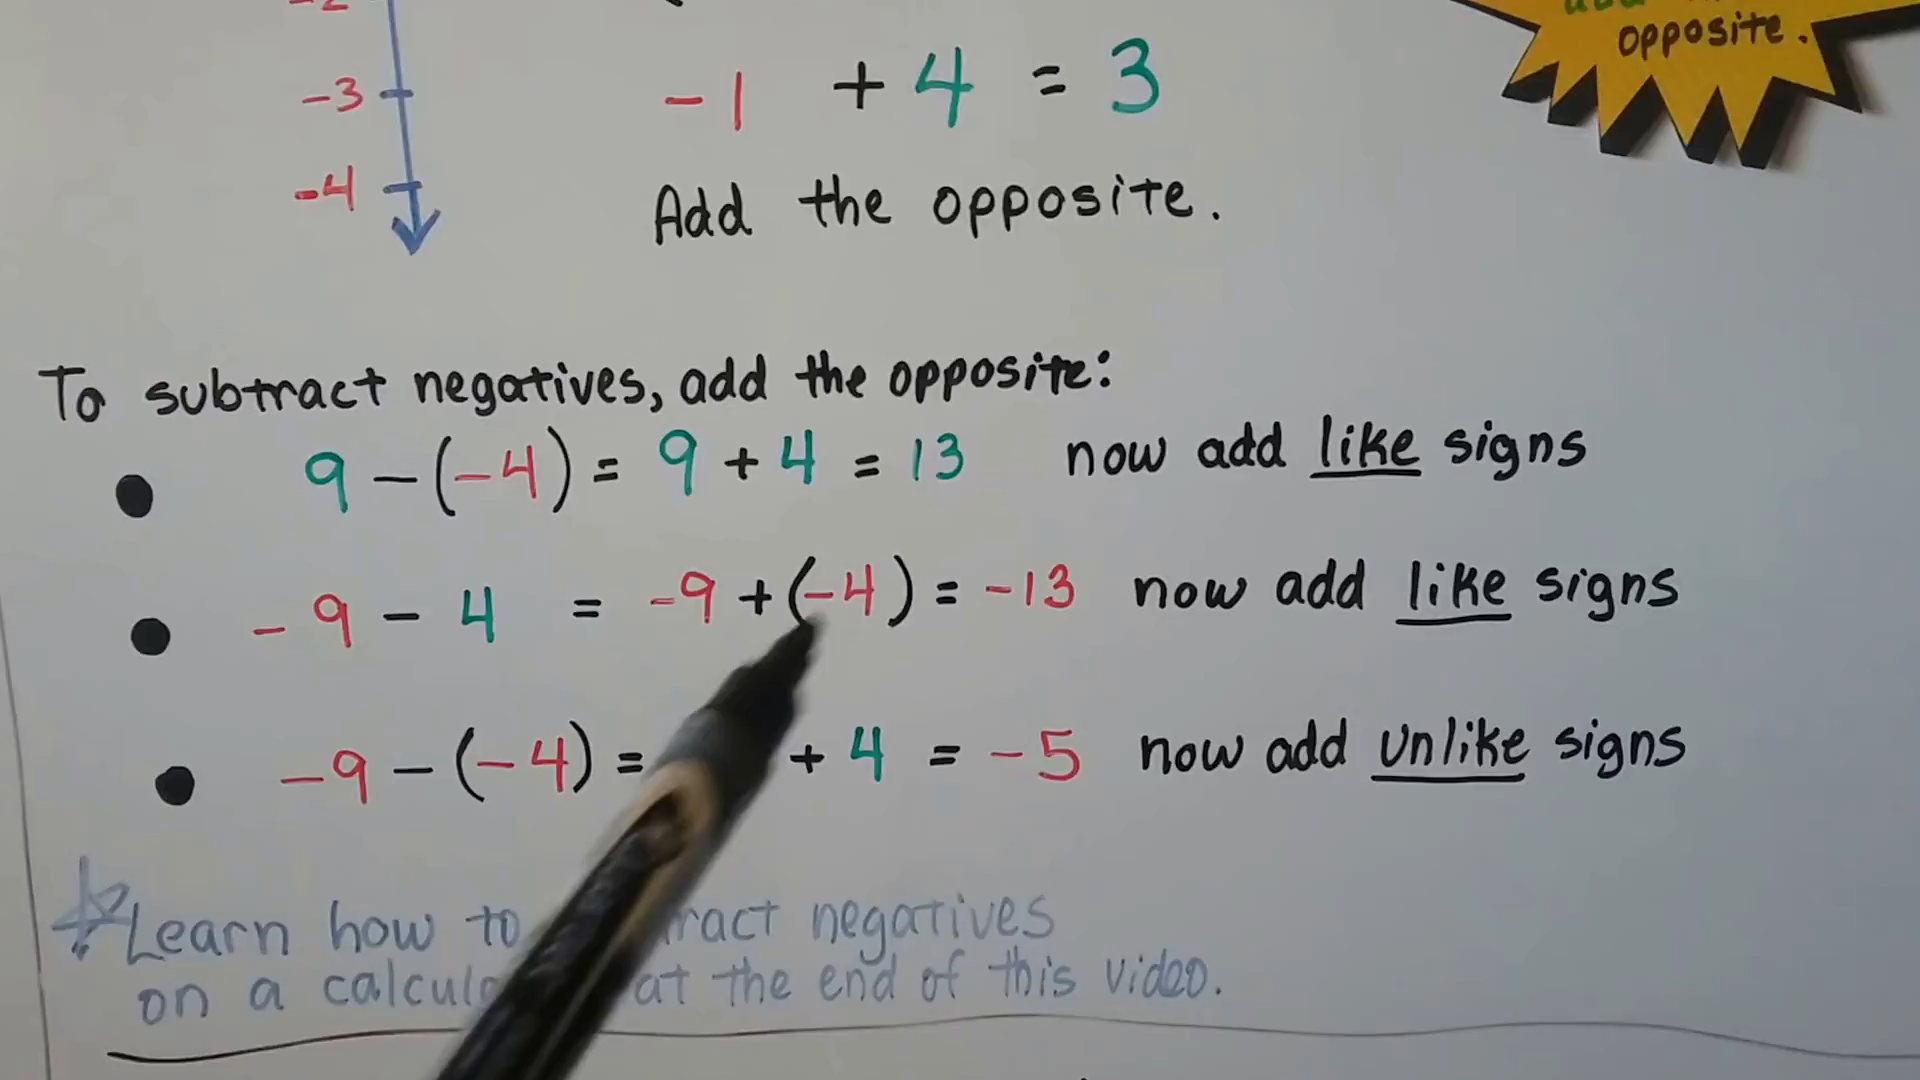 opposite.
-3
-1 + 4 = 3
-4
Add the opposite.
To subtract negatives, add the opposite:
● 9 - (-4) = 9 + 4 = 13 now add like signs
● -9 - 4 = -9 + (-4) = -13 now add like signs
● -9 - (-4) = + 4 = -5 now add unlike signs
Learn how to negatives
on a at the end of this video.